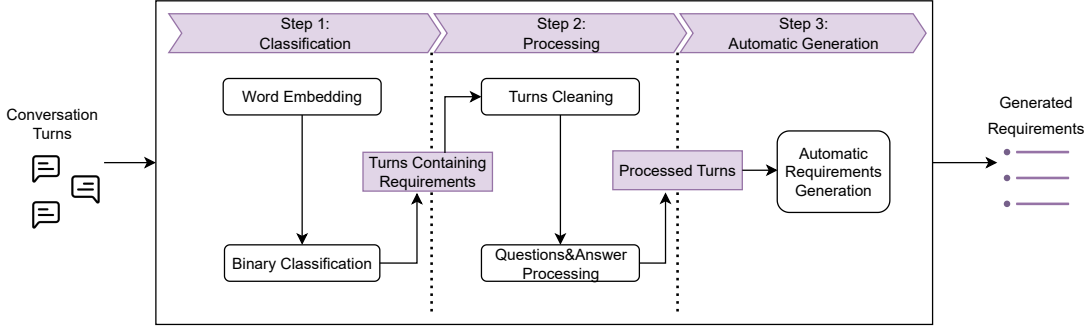 Step 1:
Classification
Step 2:
Processing
Step 3:
Automatic Generation
Conversation
Turns
Word Embedding
Binary Classification
Turns Containing
Requirements
Turns Cleaning
Questions&Answer
Processing
Processed Turns
Automatic
Requirements
Generation
Generated
Requirements